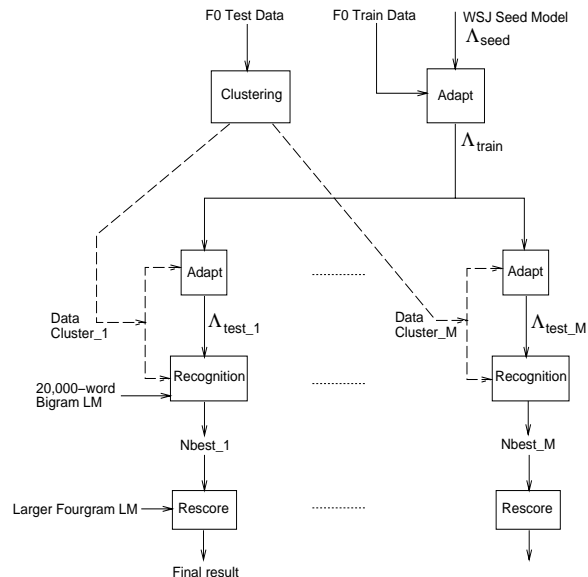 F0 Test Data
F0 Train Data
WSJ Seed Model
Λseed
Clustering
Adapt
Λtrain
Adapt
Adapt
Data
Cluster_1
Λtest_1
Data
Cluster_M
Λtest_M
Recognition
Recognition
20,000−word
Bigram LM
Nbest_1
Nbest_M
Larger Fourgram LM
Rescore
Rescore
Final result